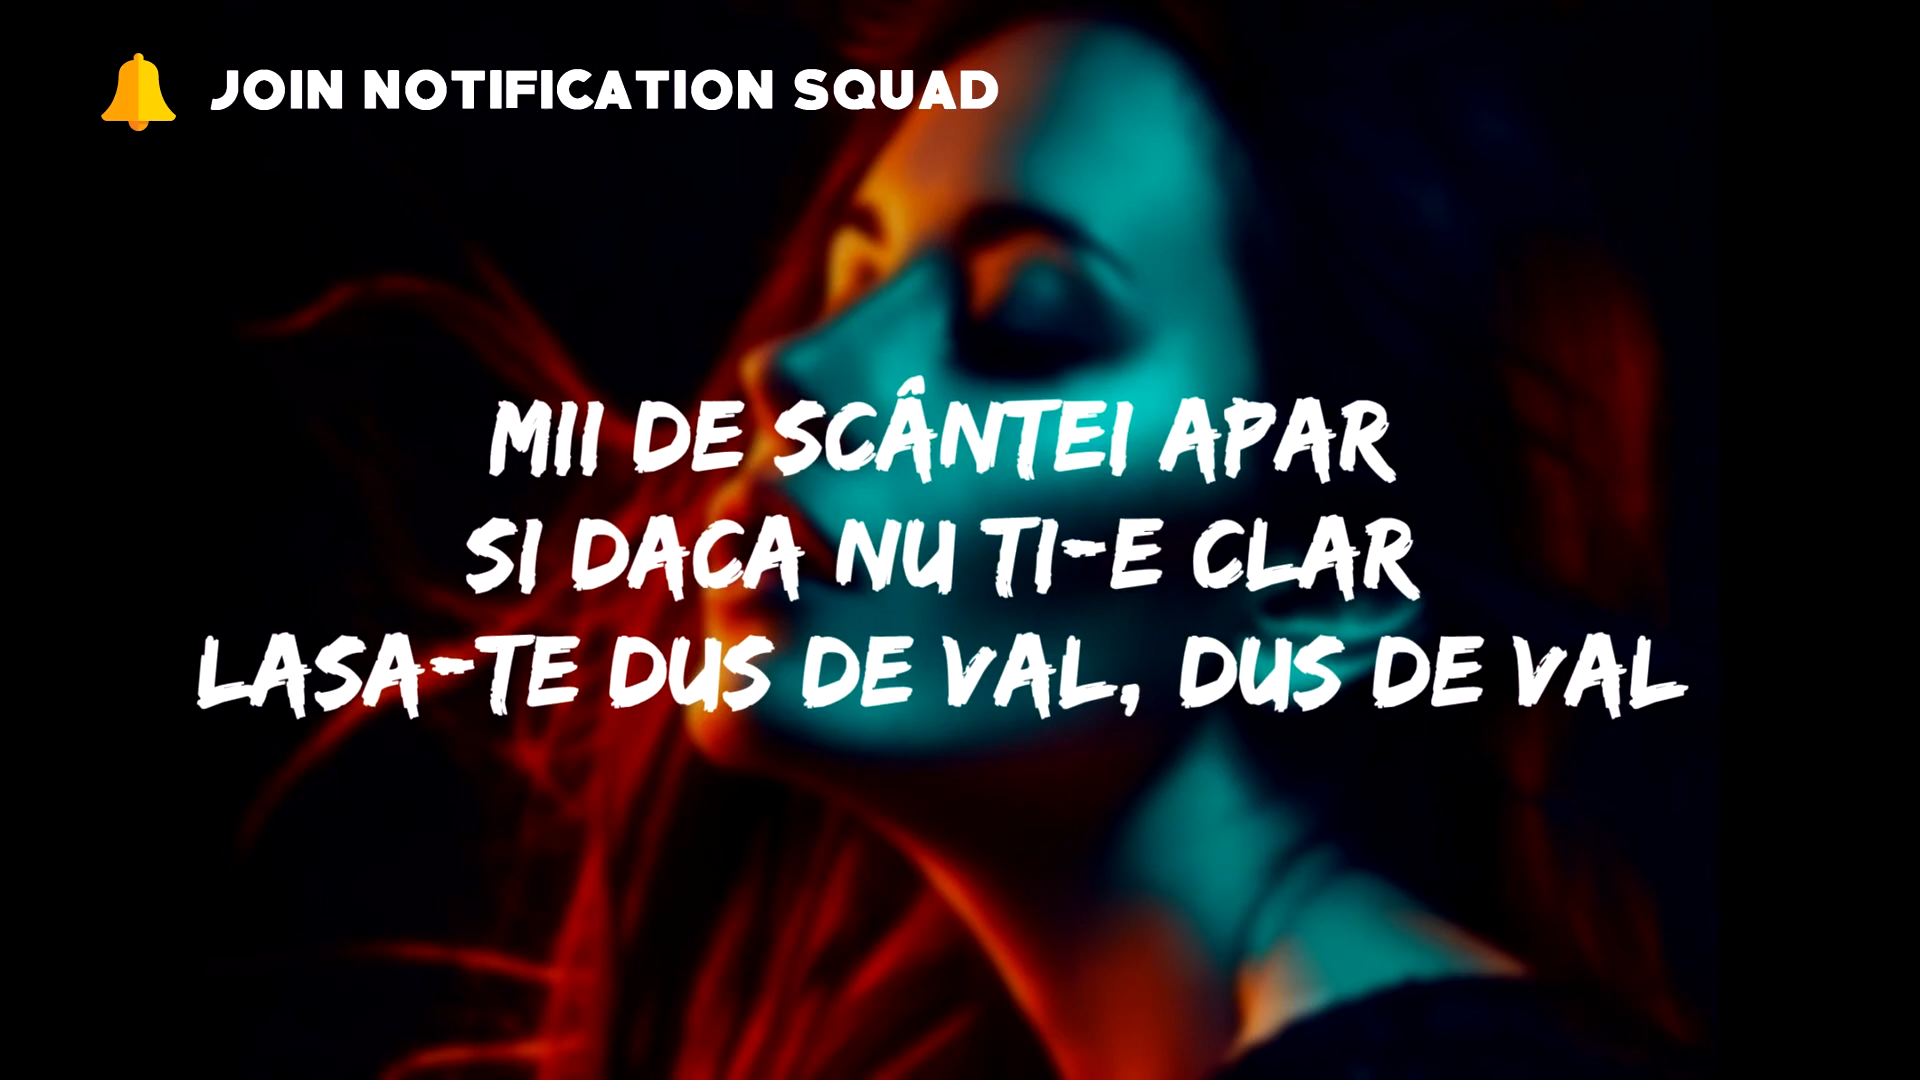 JOIN NOTIFICATION SQUAD
MII DE SCÂNTEI APAR
SI DACA NU TI-E CLAR
LASA-TE DUS DE VAL, DUS DE VAL